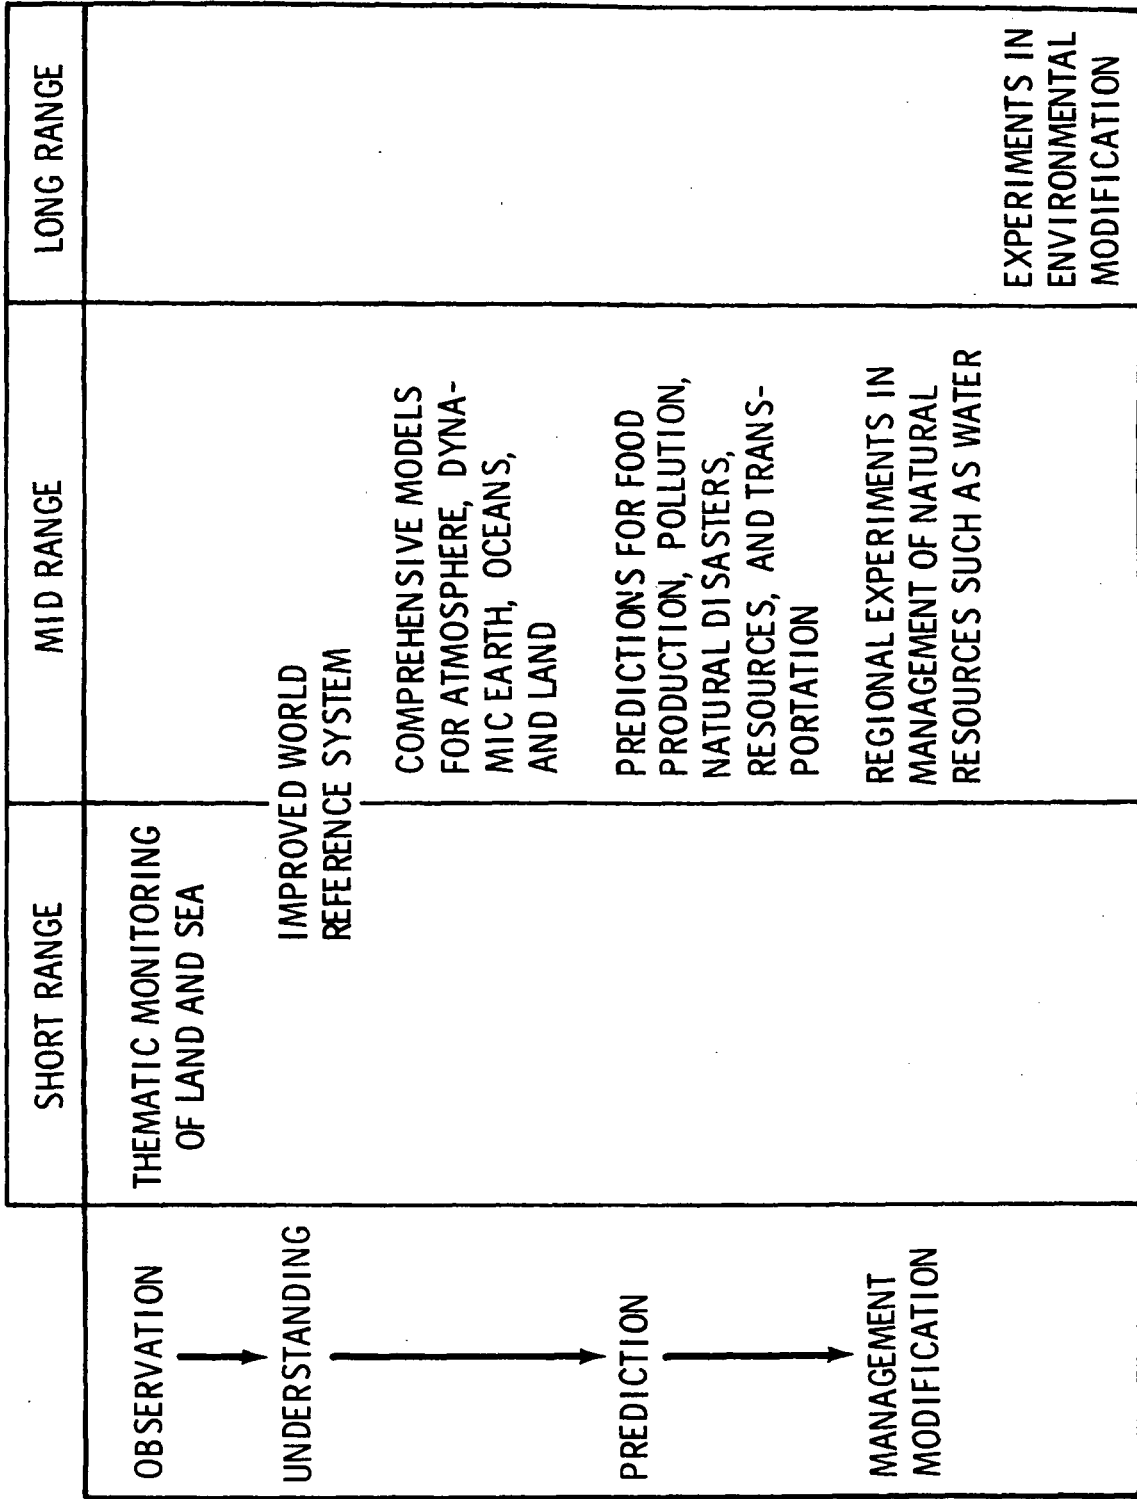 SHORT RANGE
MID RANGE
LONG RANGE
OBSERVATION
THEMATIC MONITORING
OF LAND AND SEA
UNDERSTANDING
IMPROVED WORLD
REFERENCE SYSTEM
COMPREHENSIVE MODELS
FOR ATMOSPHERE, DYNA-
MIC EARTH, OCEANS,
AND LAND
PREDICTION
PREDICTIONS FOR FOOD
PRODUCTION, POLLUTION,
NATURAL DISASTERS,
RESOURCES, AND TRANS-
PORTATION
MANAGEMENT
MODIFICATION
REGIONAL EXPERIMENTS IN
MANAGEMENT OF NATURAL
RESOURCES SUCH AS WATER
EXPERIMENTS IN
ENVIRONMENTAL
MODIFICATION